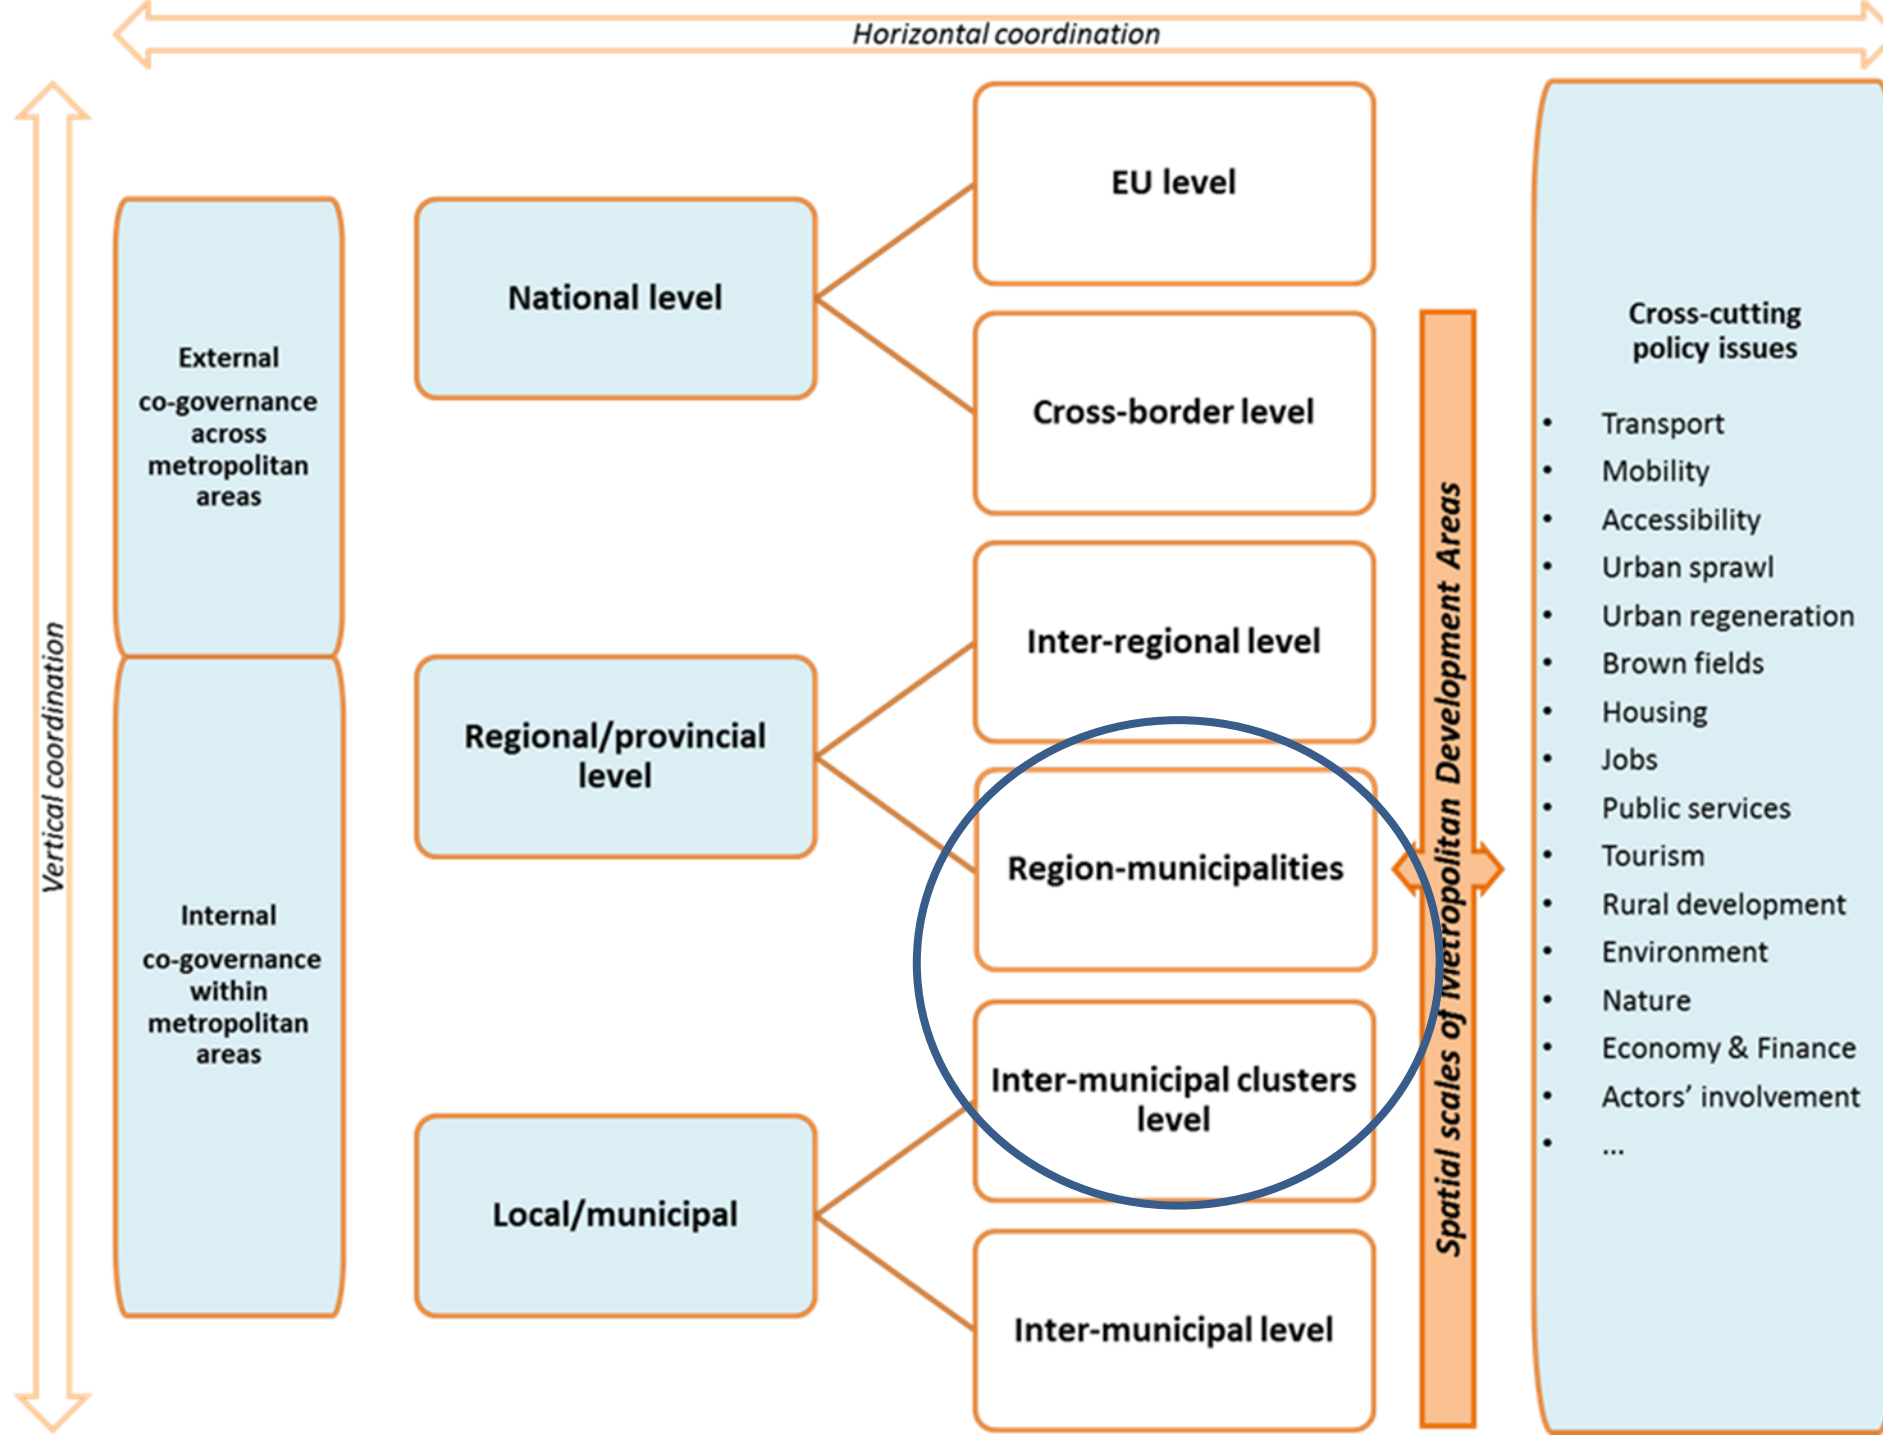 Horizontal coordination
Vertical coordination
External
co-governance
across
metropolitan
areas
Internal
co-governance
within
metropolitan
areas
National level
Regional/provincial
level
Local/municipal
EU level
Cross-border level
Inter-regional level
Region-municipalities
Inter-municipal clusters
level
Inter-municipal level
Spatial scales of Metropolitan Development Areas
Cross-cutting
policy issues
• Transport
• Mobility
• Accessibility
• Urban sprawl
• Urban regeneration
• Brown fields
• Housing
• Jobs
• Public services
• Tourism
• Rural development
• Environment
• Nature
• Economy & Finance
• Actors’ involvement
• ...